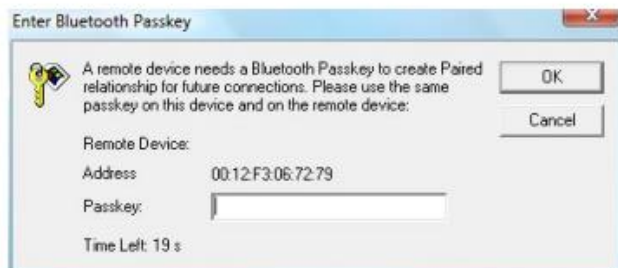 Enter Bluetooth Passkey
A remote device needs a Bluetooth Passkey to create Paired
relationship for future connections. Please use the same
passkey on this device and on the remote device:
OK
Cancel
Remote Device:
Address 00:12:F3:06:72:79
Passkey:
Time Left: 19 s